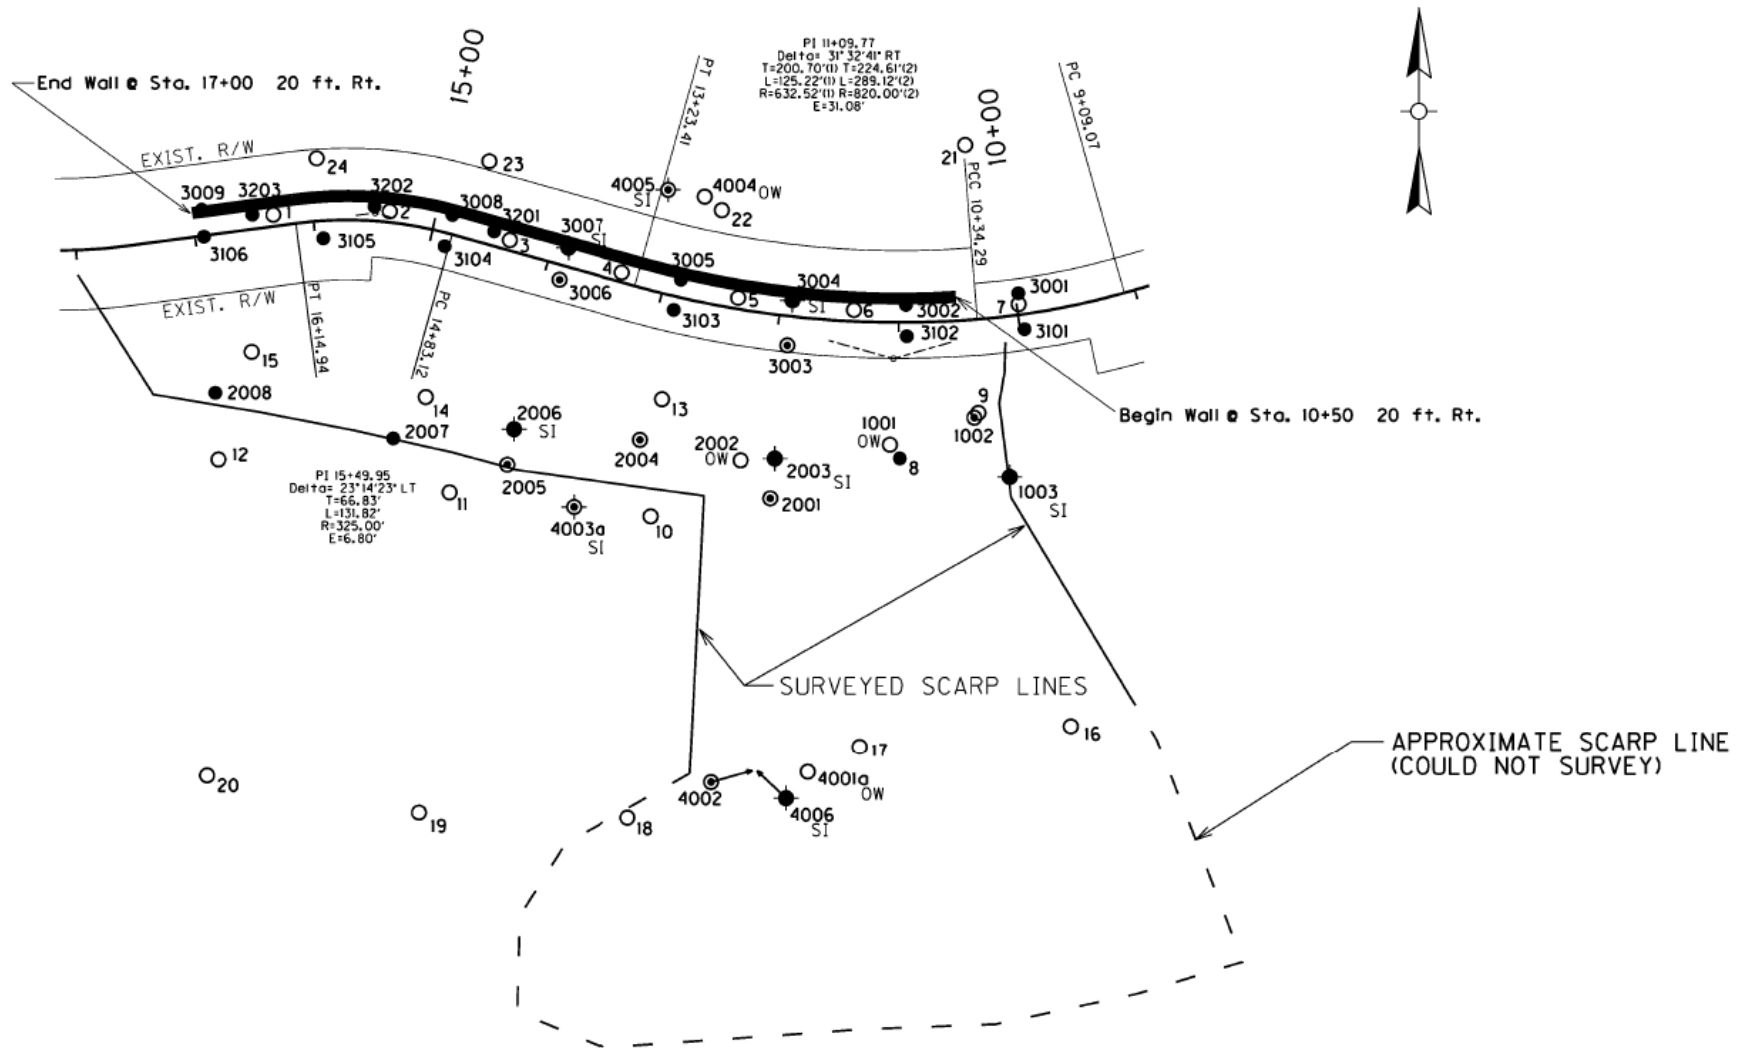 15+00
PI 11+09.77
Delta= 31°32'41" RT
T=200.70'(1) T=224.61'(2)
L=125.22'(1) L=289.12'(2)
R=632.52'(1) R=820.00'(2)
E=31.08'
End Wall @ Sta. 17+00 20 ft. Rt.
PT 13+23.41
PC 9+09.07
10+00
EXIST. R/W
24
23
21
4005
SI
4004 OW
22
PCC 10+34.29
3009
3203
3202
3008
3201
3007
SI
1
2
3
3106
3105
3104
4
3005
3004
SI
3001
3006
5
6
3002
7
EXIST. R/W
PT 16+14.94
PC 14+83.12
3103
3102
3101
3003
15
2008
14
13
9
1002
Begin Wall @ Sta. 10+50 20 ft. Rt.
2007
2006
SI
1001
OW
12
2004
2002
OW
2003
SI
8
PI 15+49.95
Delta= 23°14'23" LT
T=66.83'
L=131.82'
R=325.00'
E=6.80'
11
2005
2001
1003
SI
4003a
SI
10
SURVEYED SCARP LINES
16
17
APPROXIMATE SCARP LINE
(COULD NOT SURVEY)
20
4001a
OW
4002
4006
SI
19
18